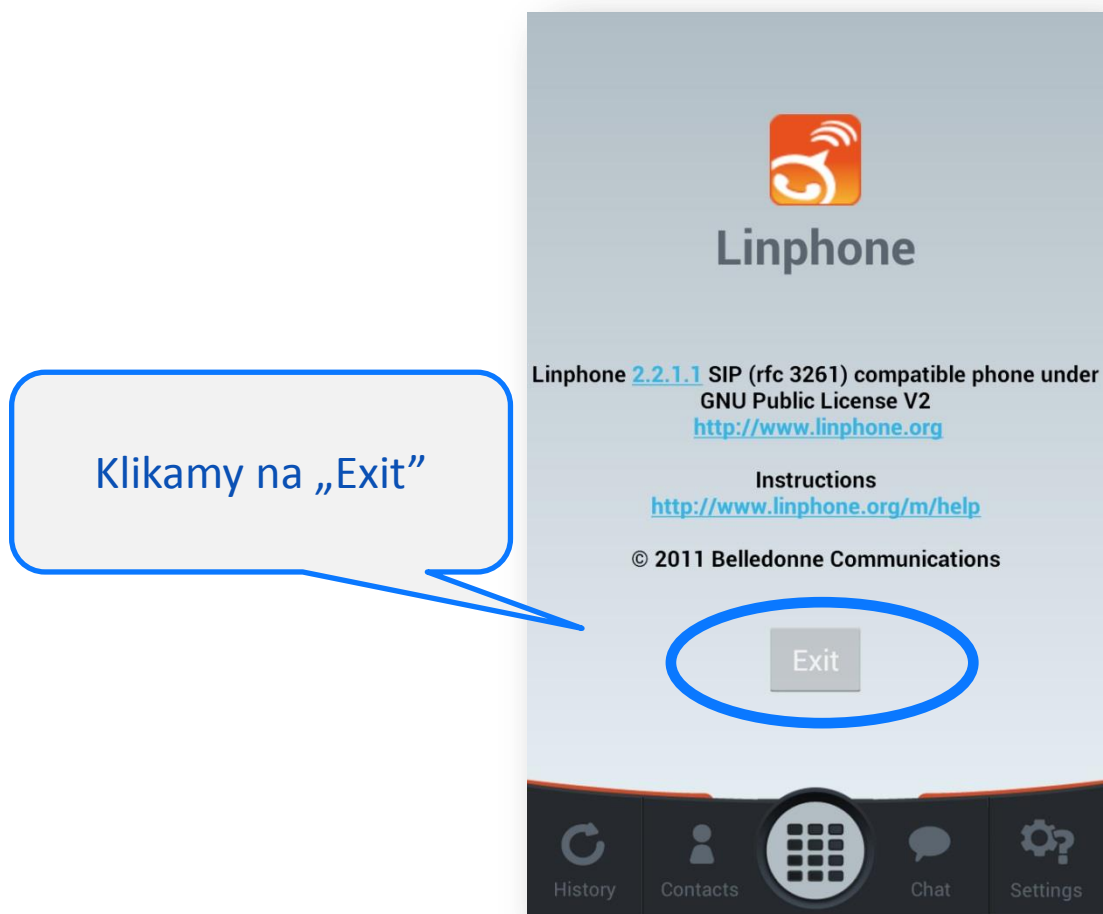 Linphone
Linphone 2.2.1.1 SIP (rfc 3261) compatible phone under
GNU Public License V2
http://www.linphone.org
Klikamy na „Exit”
Instructions
http://www.linphone.org/m/help
© 2011 Belledonne Communications
Exit
History Contacts Chat Settings